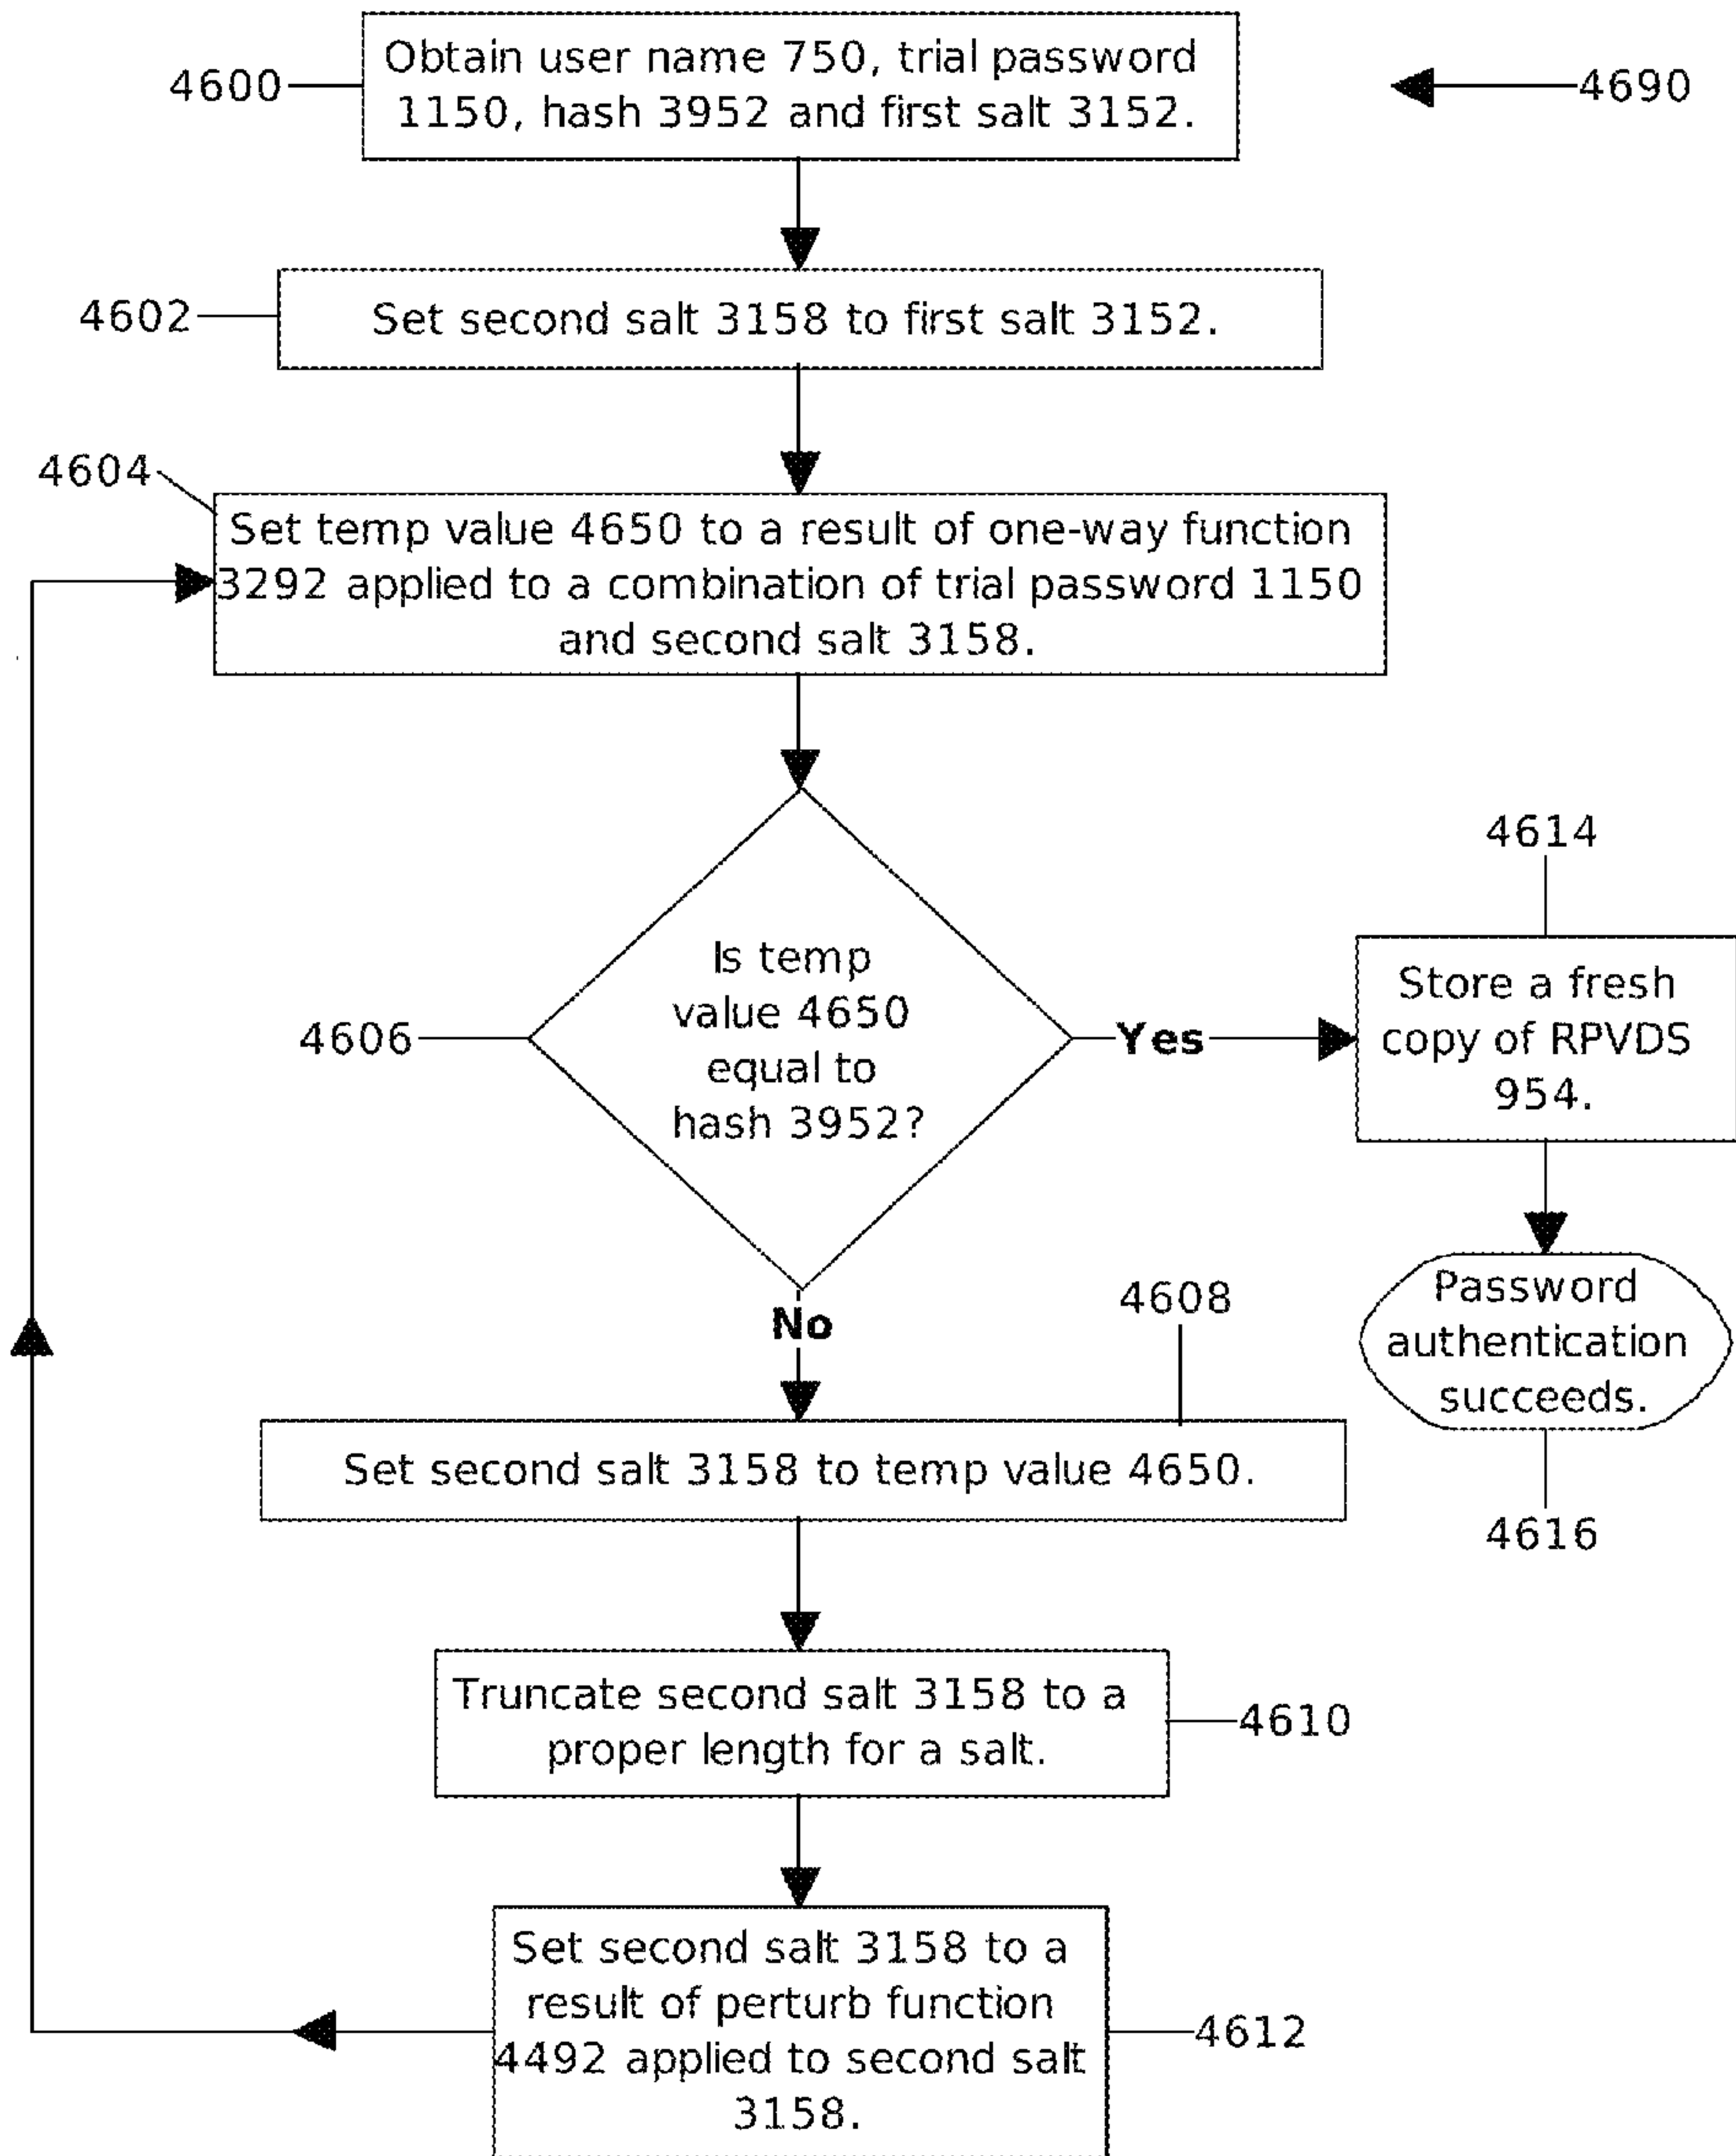 4600
Obtain user name 750, trial password
1150, hash 3952 and first salt 3152.
4690
4602
Set second salt 3158 to first salt 3152.
4604
Set temp value 4650 to a result of one-way function
3292 applied to a combination of trial password 1150
and second salt 3158.
4606
Is temp
value 4650
equal to
hash 3952?
Yes
4614
Store a fresh
copy of RPVDS
954.
Password
authentication
succeeds.
4616
No
4608
Set second salt 3158 to temp value 4650.
Truncate second salt 3158 to a
proper length for a salt.
4610
Set second salt 3158 to a
result of perturb function
4492 applied to second salt
3158.
4612